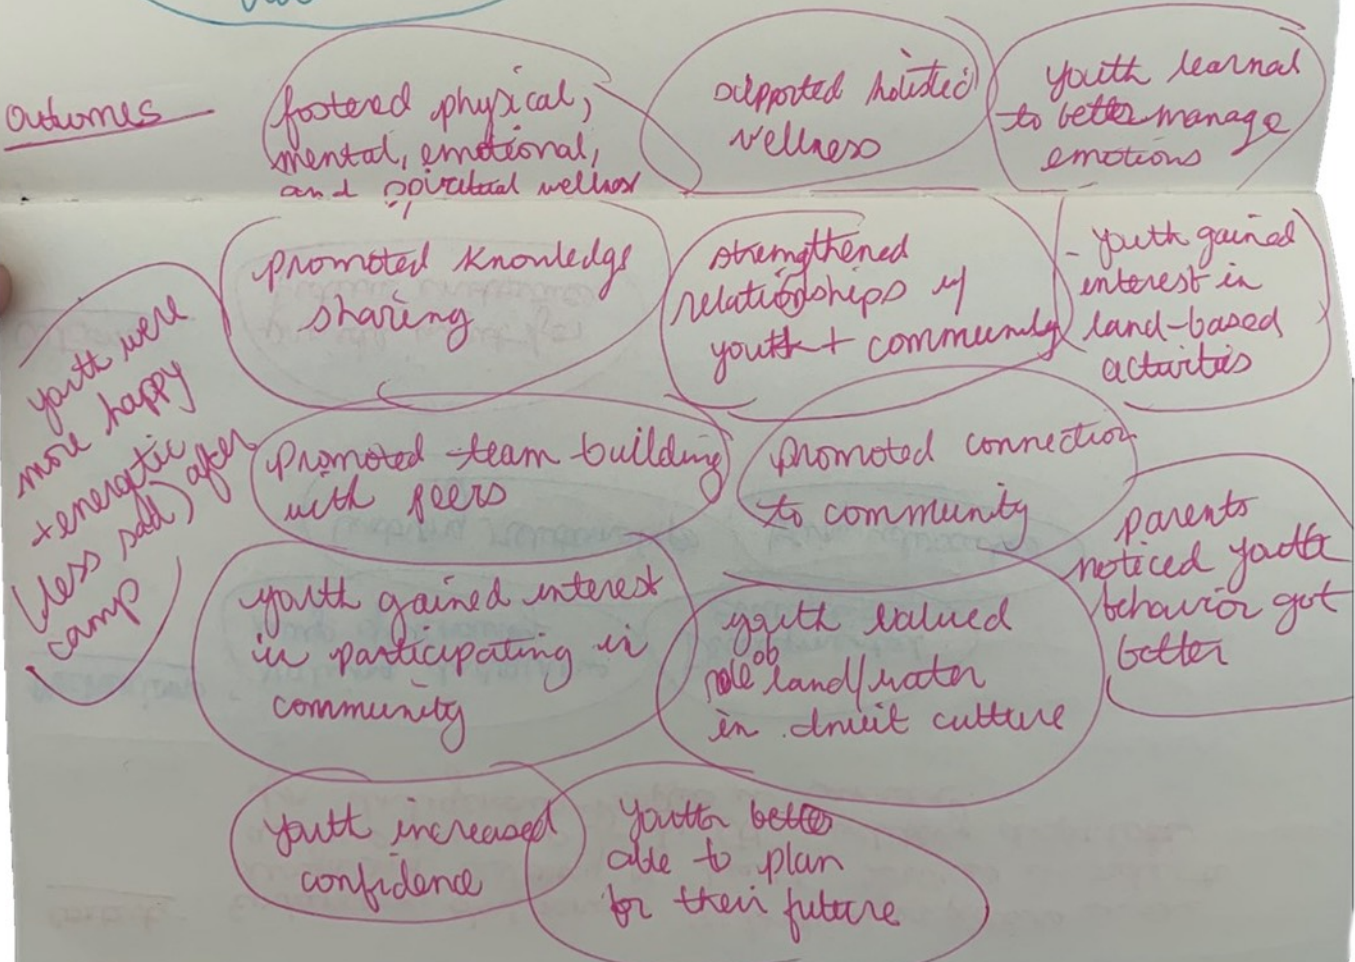 outcomes
fostered physical,
mental, emotional,
and spiritual wellness
supported holistic
wellness
youth learned
to better manage
emotions
promoted knowledge
sharing
strengthened
relationships w/
youth + community
- youth gained
interest in
land-based
activities
youth were
more happy
+ energetic
(less sad) after
camp
promoted team building
with peers
promoted connection
to community
parents
noticed youth
behavior got
better
youth gained interest
in participating in
community
youth valued
role of land/water
in Inuit culture
youth increased
confidence
youth better
able to plan
for their future